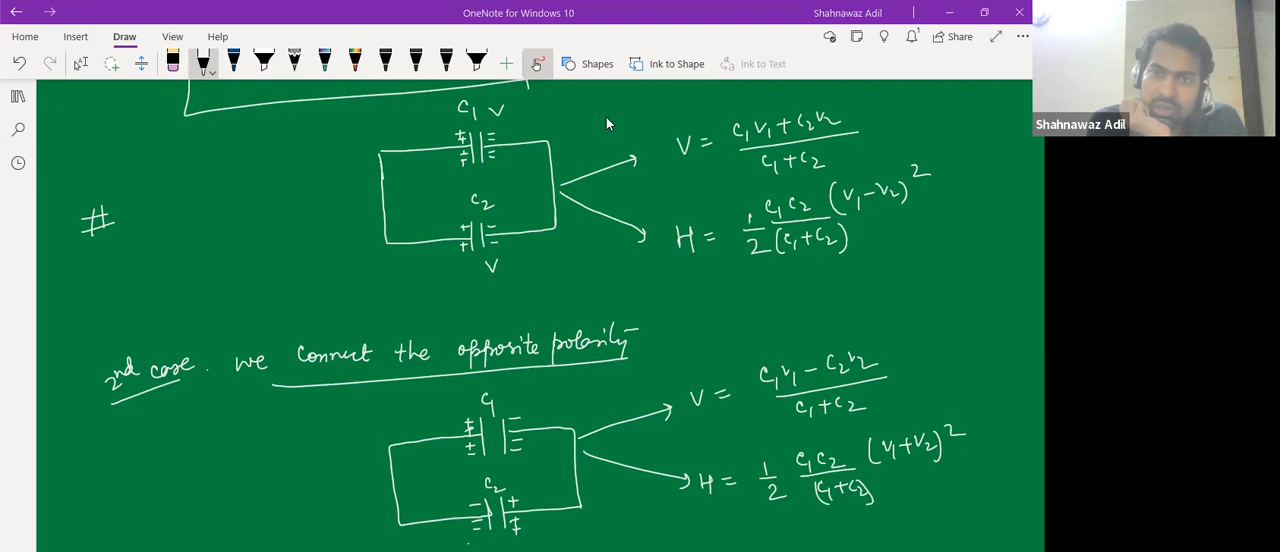 OneNote for Windows 10
Shahnawaz Adil
Home Insert Draw View Help
Share
Shapes
Ink to Shape
Ink to Text
Shahnawaz Adil
C1 V
++ ==
+ =
V = C1V1+C2V2 / C1+C2
#
C2
+ =
+ -
V
H = 1/2 C1C2/(C1+C2) (V1-V2)^2
2nd case. we connect the opposite polarity-
V = C1V1-C2V2 / C1+C2
C1
+ -
+ =
C2
- +
= +
H = 1/2 C1C2/(C1+C2) (V1+V2)^2